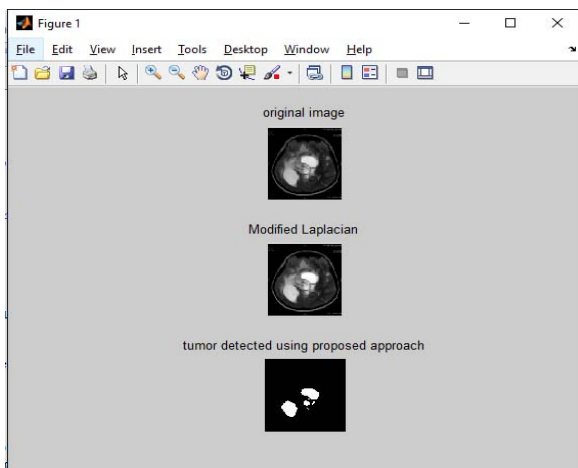 Figure 1
File Edit View Insert Tools Desktop Window Help
original image
Modified Laplacian
tumor detected using proposed approach